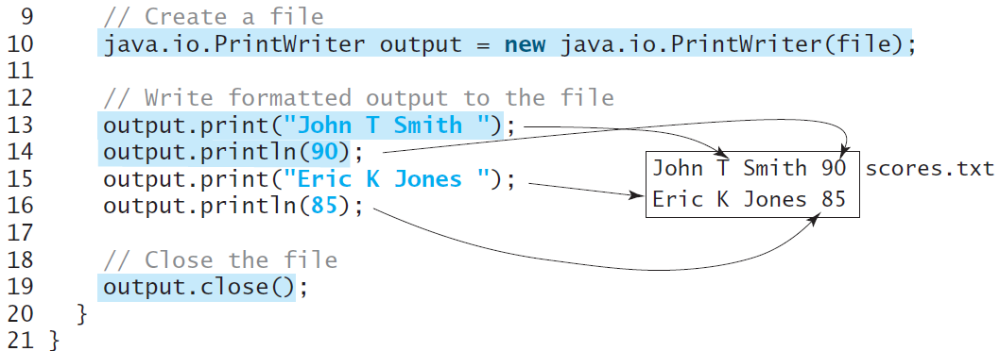 9 // Create a file
10 java.io.PrintWriter output = new java.io.PrintWriter(file);
11
12 // Write formatted output to the file
13 output.print("John T Smith ");
14 output.println(90);
15 output.print("Eric K Jones ");
16 output.println(85);
17
18 // Close the file
19 output.close();
20 }
21 }
John T Smith 90 scores.txt
Eric K Jones 85